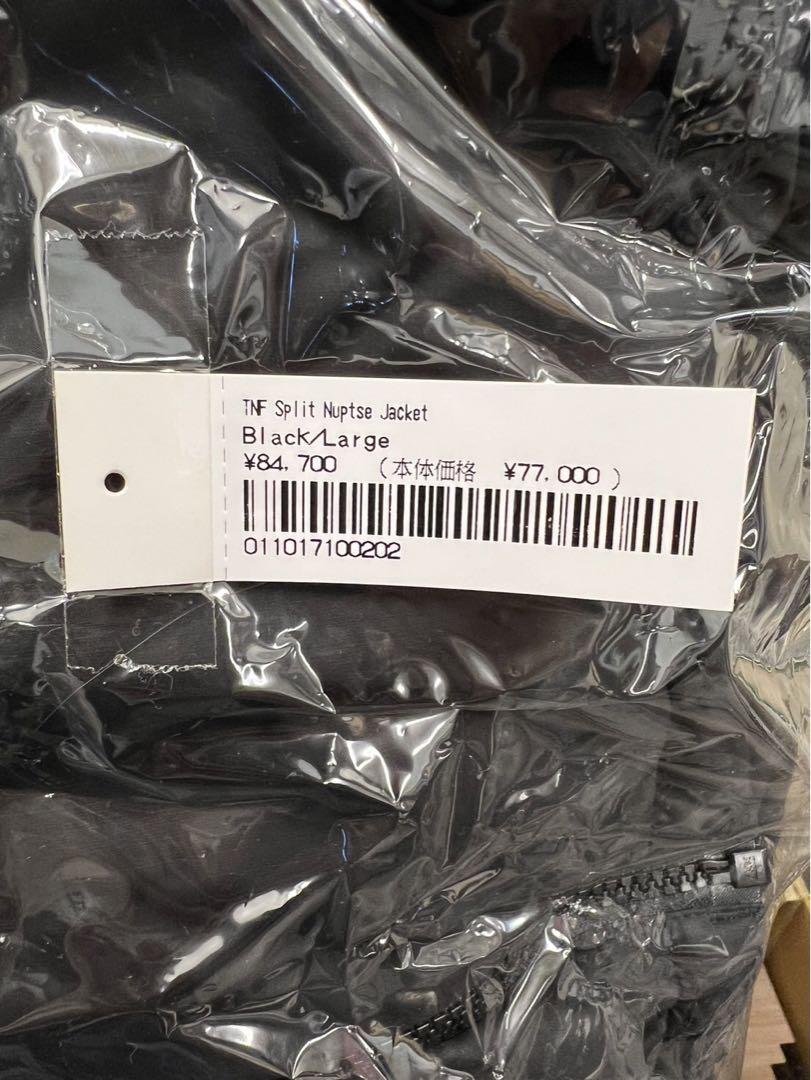 TNF Split Nuptse Jacket
Black/Large
¥84,700 (本体価格 ¥77,000)
011017100202